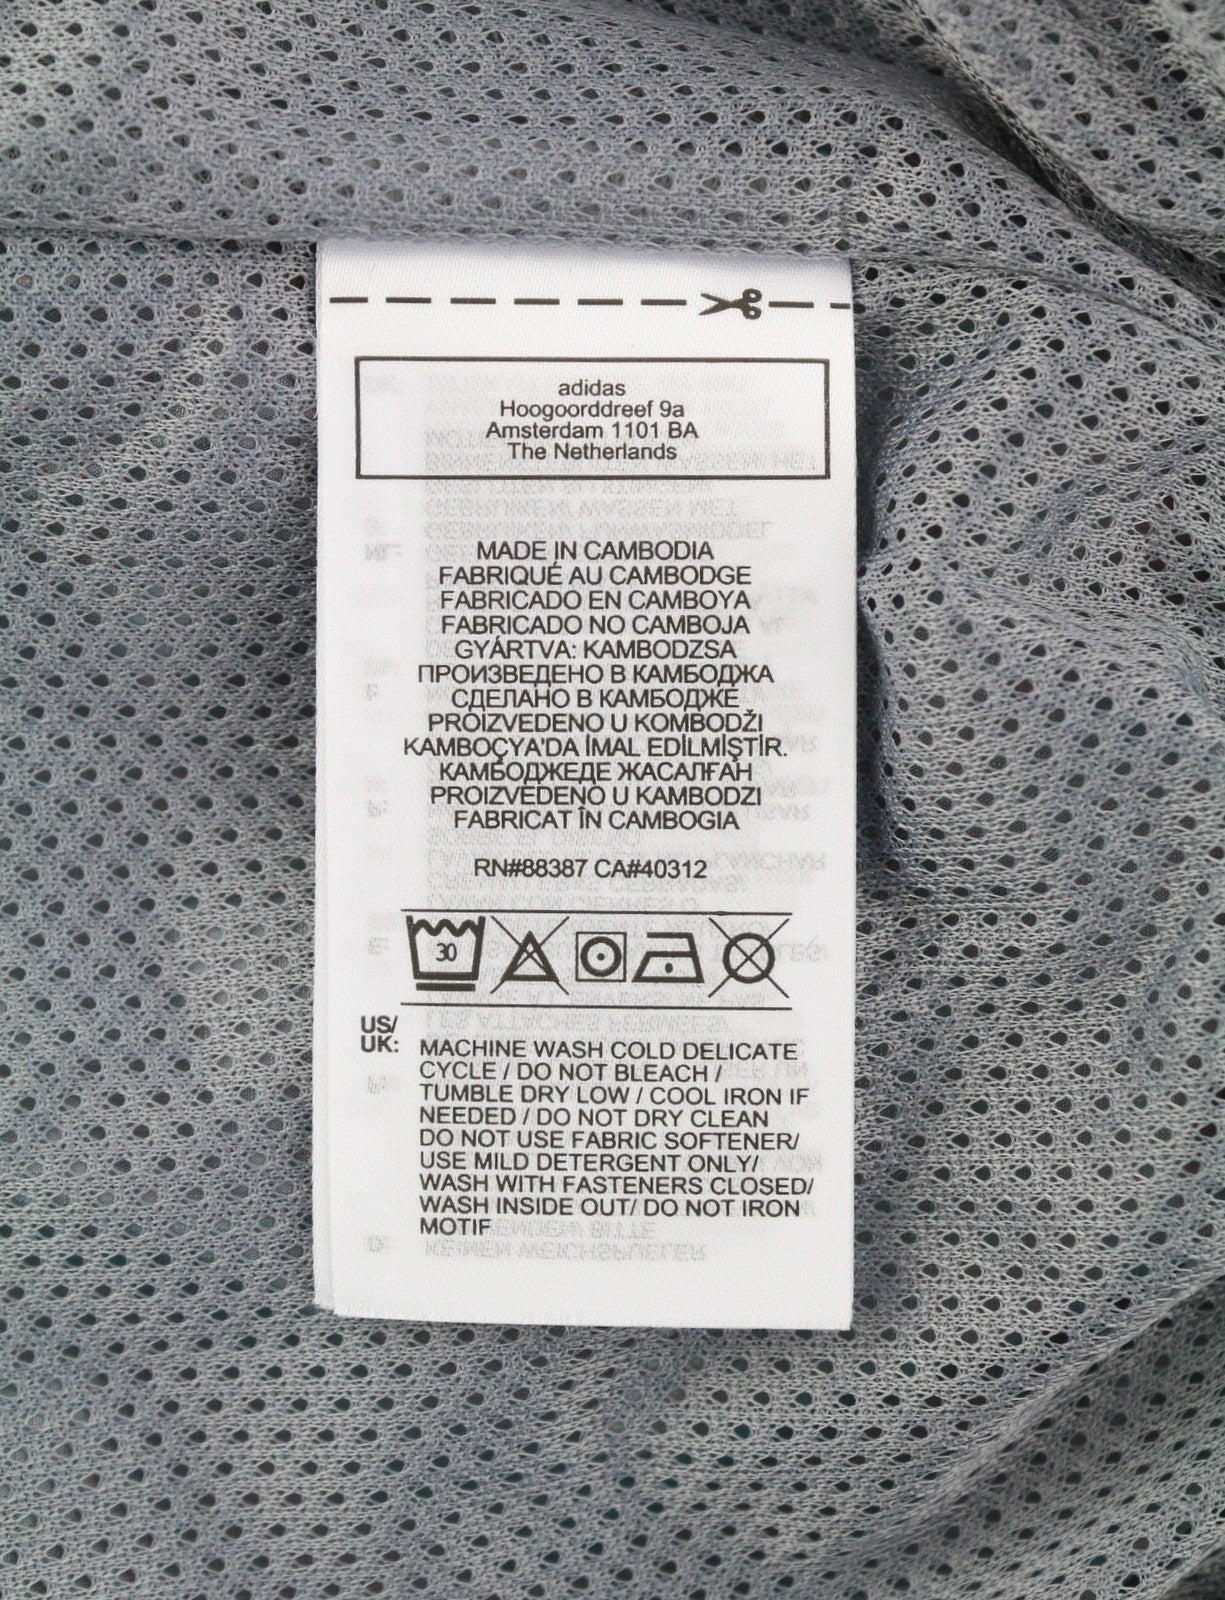 adidas
Hoogoorddreef 9a
Amsterdam 1101 BA
The Netherlands
MADE IN CAMBODIA
FABRIQUÉ AU CAMBODGE
FABRICADO EN CAMBOYA
FABRICADO NO CAMBOJA
GYÁRTVA: KAMBODZSA
ПРОИЗВЕДЕНО В КАМБОДЖА
СДЕЛАНО В КАМБОДЖЕ
PROIZVEDENO U KOMBODŽI
KAMBOÇYA'DA İMAL EDİLMİŞTİR.
КАМБОДЖЕДЕ ЖАСАЛҒАН
PROIZVEDENO U KAMBODZI
FABRICAT ÎN CAMBOGIA
RN#88387 CA#40312
30
US/
UK: MACHINE WASH COLD DELICATE
CYCLE / DO NOT BLEACH /
TUMBLE DRY LOW / COOL IRON IF
NEEDED / DO NOT DRY CLEAN
DO NOT USE FABRIC SOFTENER/
USE MILD DETERGENT ONLY/
WASH WITH FASTENERS CLOSED/
WASH INSIDE OUT/ DO NOT IRON
MOTIF